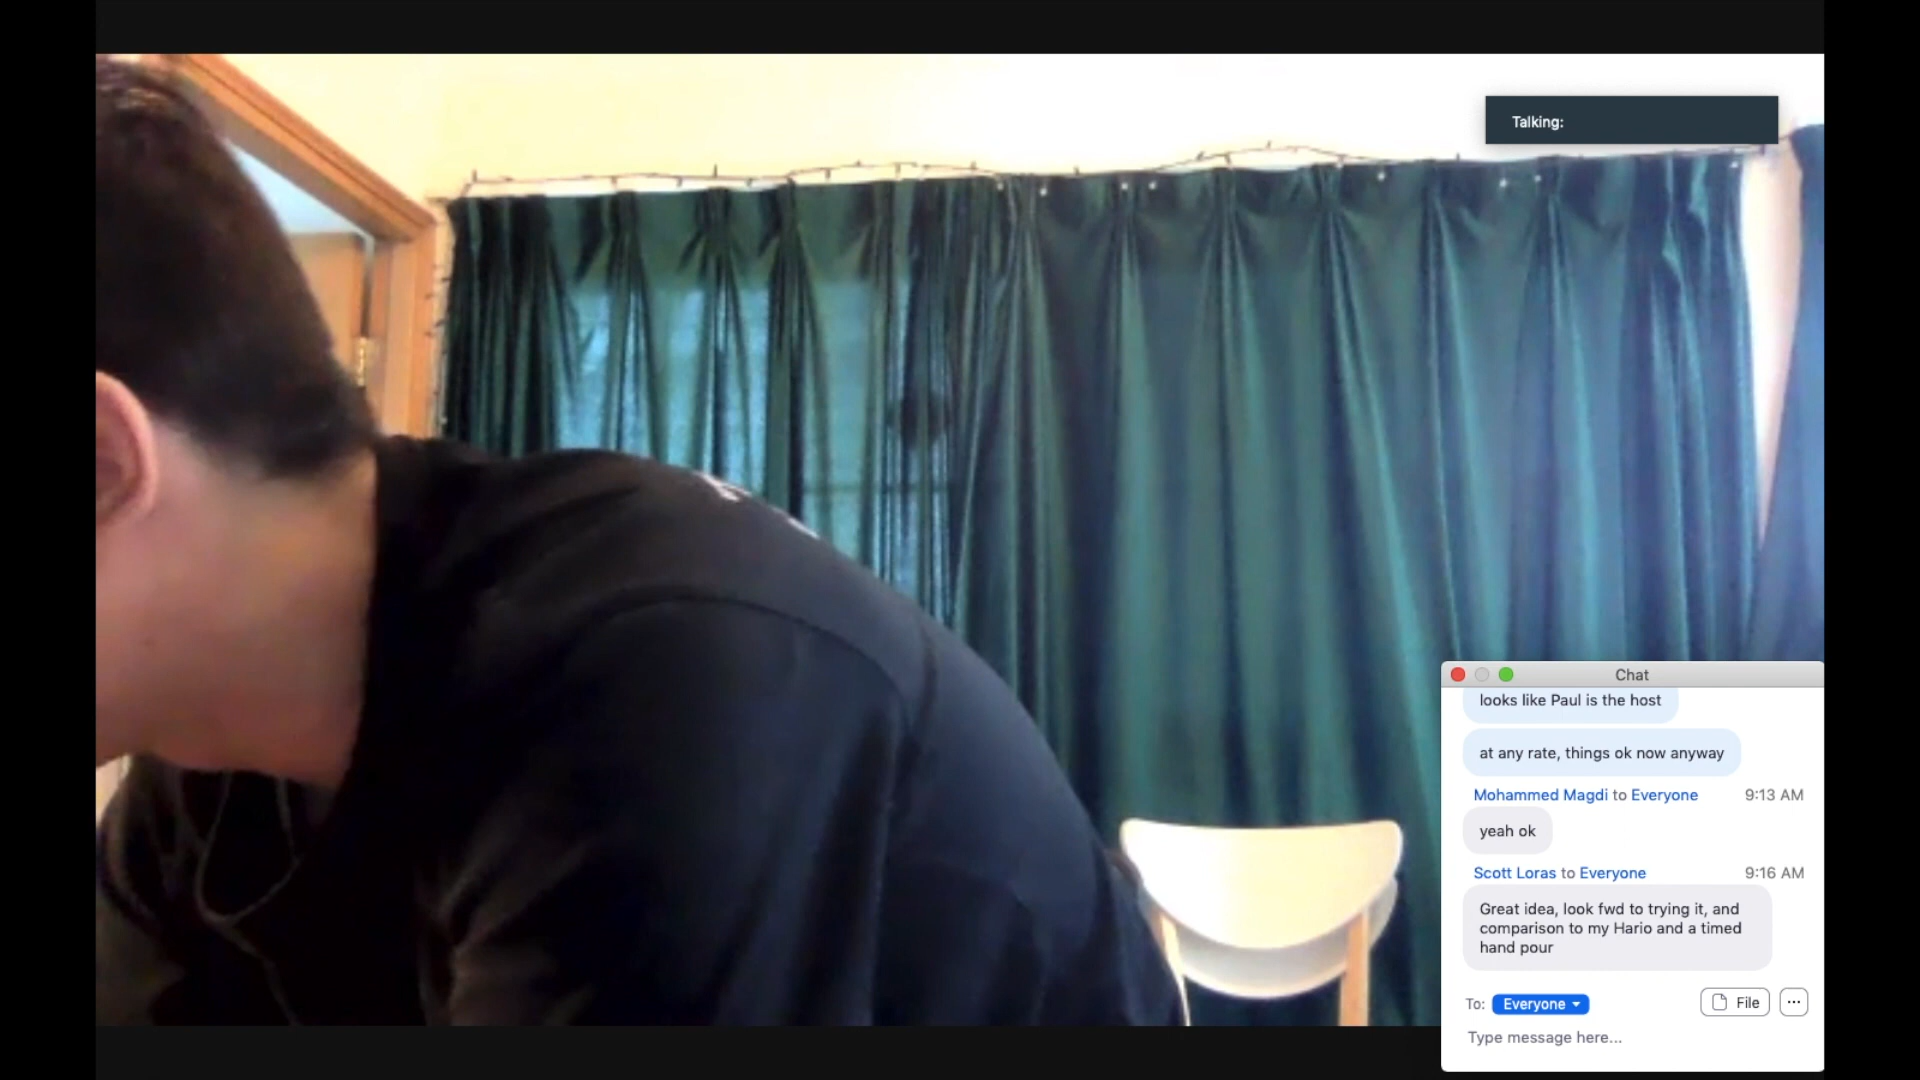 Talking:
Chat
looks like Paul is the host
at any rate, things ok now anyway
Mohammed Magdi to Everyone 9:13 AM
yeah ok
Scott Loras to Everyone 9:16 AM
Great idea, look fwd to trying it, and
comparison to my Hario and a timed
hand pour
To: Everyone File ...
Type message here...